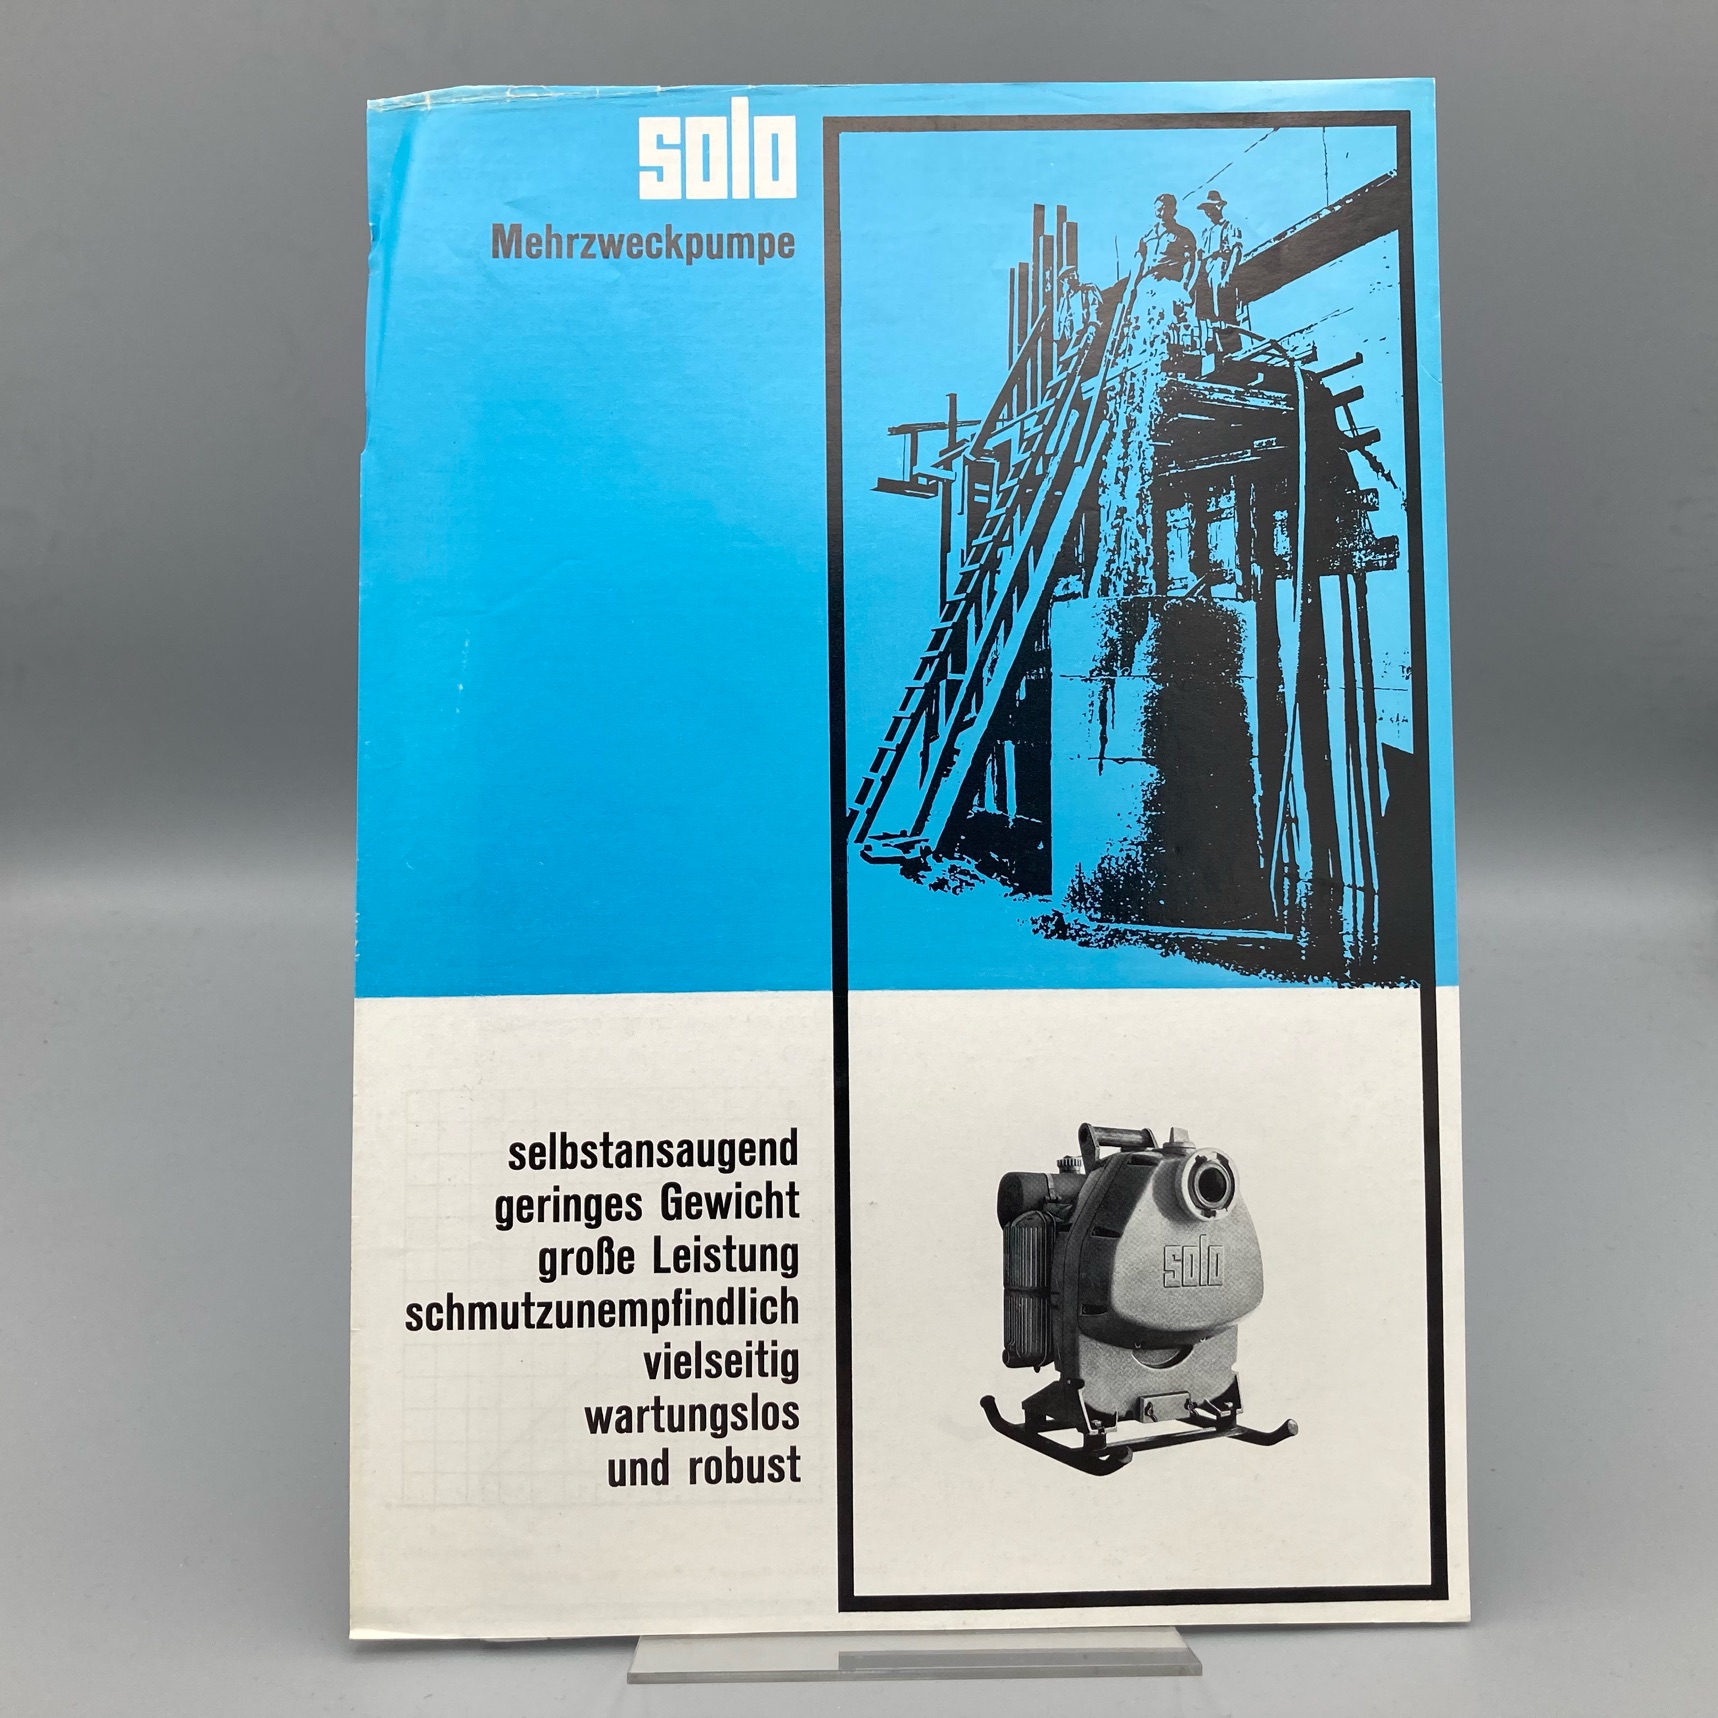 solo
Mehrzweckpumpe
selbstansaugend
geringes Gewicht
große Leistung
schmutzunempfindlich
vielseitig
wartungslos
und robust
solo